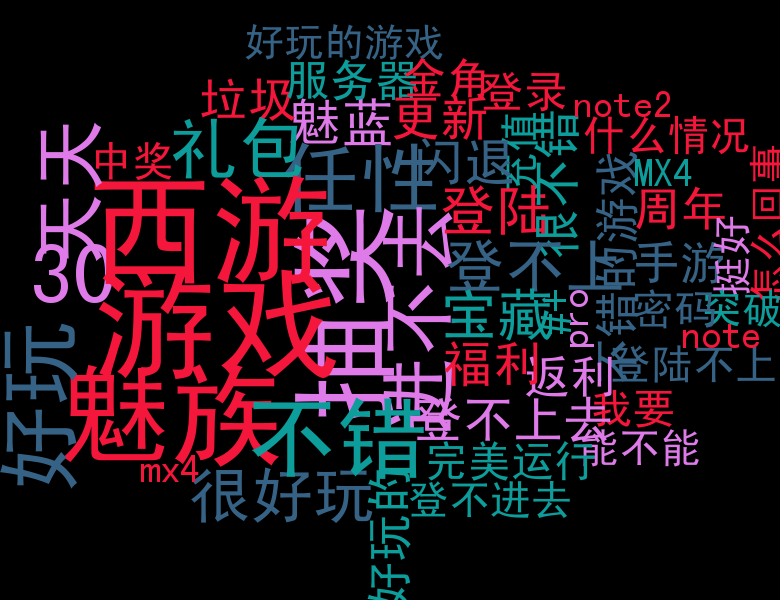 好玩的游戏
服务器
金角
登录
垃圾
魅蓝
更新
note2
充值
很不错
什么情况
天天
中奖
礼包
任性
闪退
MX4
西游
抽奖
登陆
周年
挺好
怎么回事
30
登不上
手游
游戏
宝藏
pro
密码
突破
note
好玩
福利
返利
登陆不上
魅族
不错
登不上去
我要
能不能
mx4
很好玩
完美运行
登不进去
好玩的